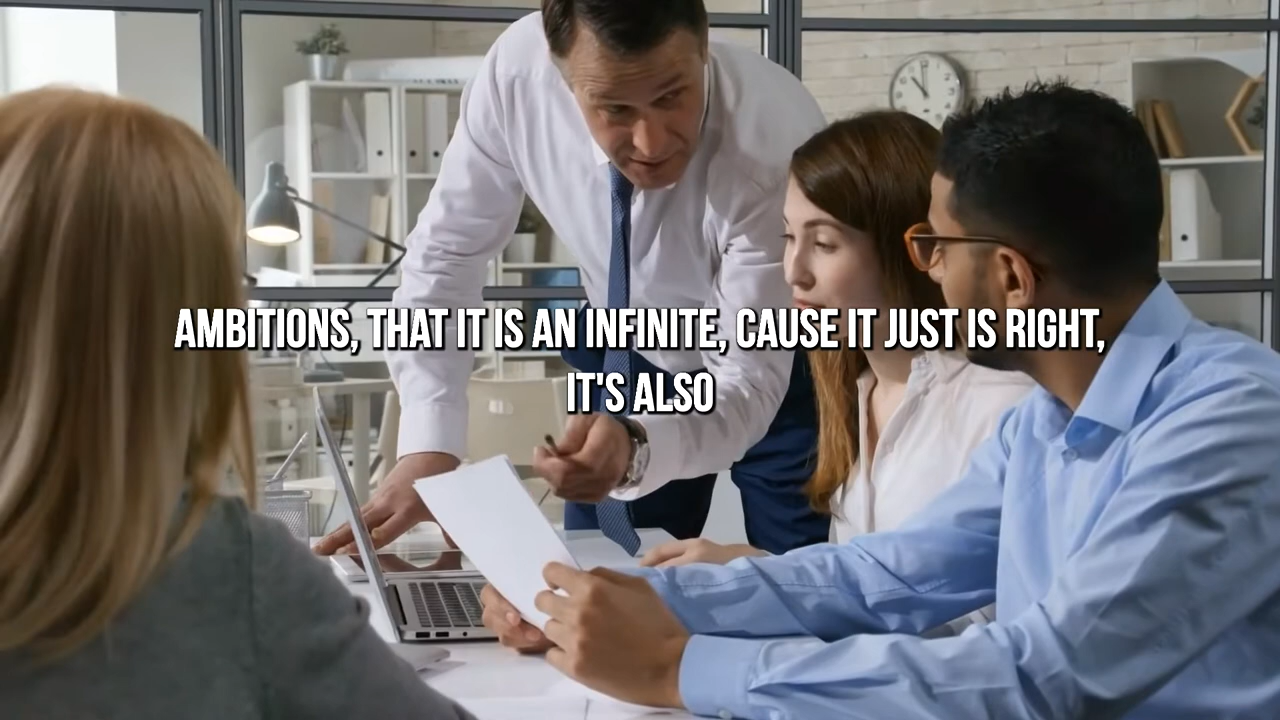 AMBITIONS, THAT IT IS AN INFINITE, CAUSE IT JUST IS RIGHT,
IT'S ALSO